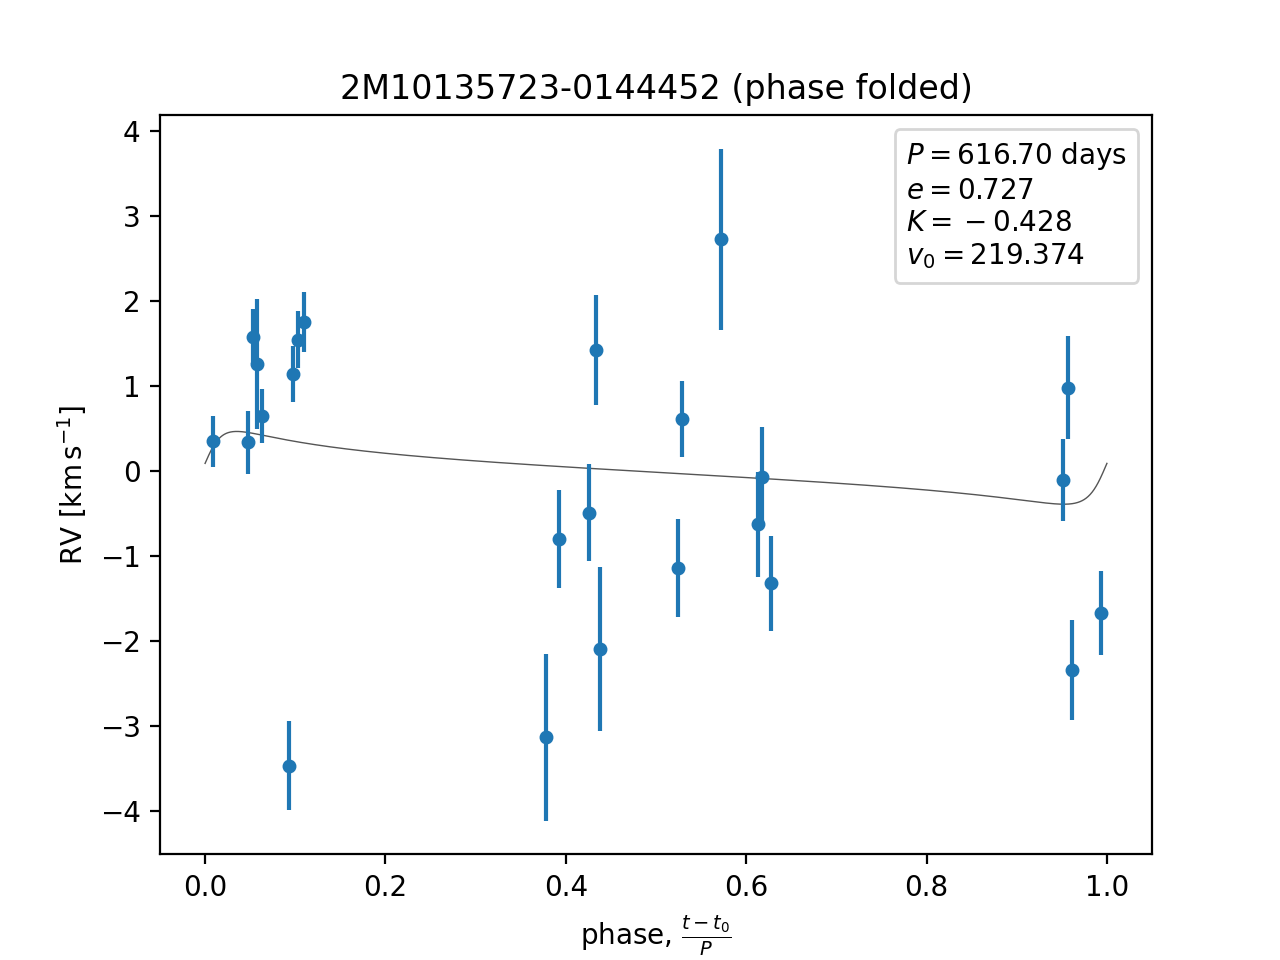 2M10135723-0144452 (phase folded)
P = 616.70 days
e = 0.727
K = −0.428
v₀ = 219.374
4
3
2
1
0
−1
−2
−3
−4
RV [km s⁻¹]
0.0 0.2 0.4 0.6 0.8 1.0
phase, (t − t₀)/P